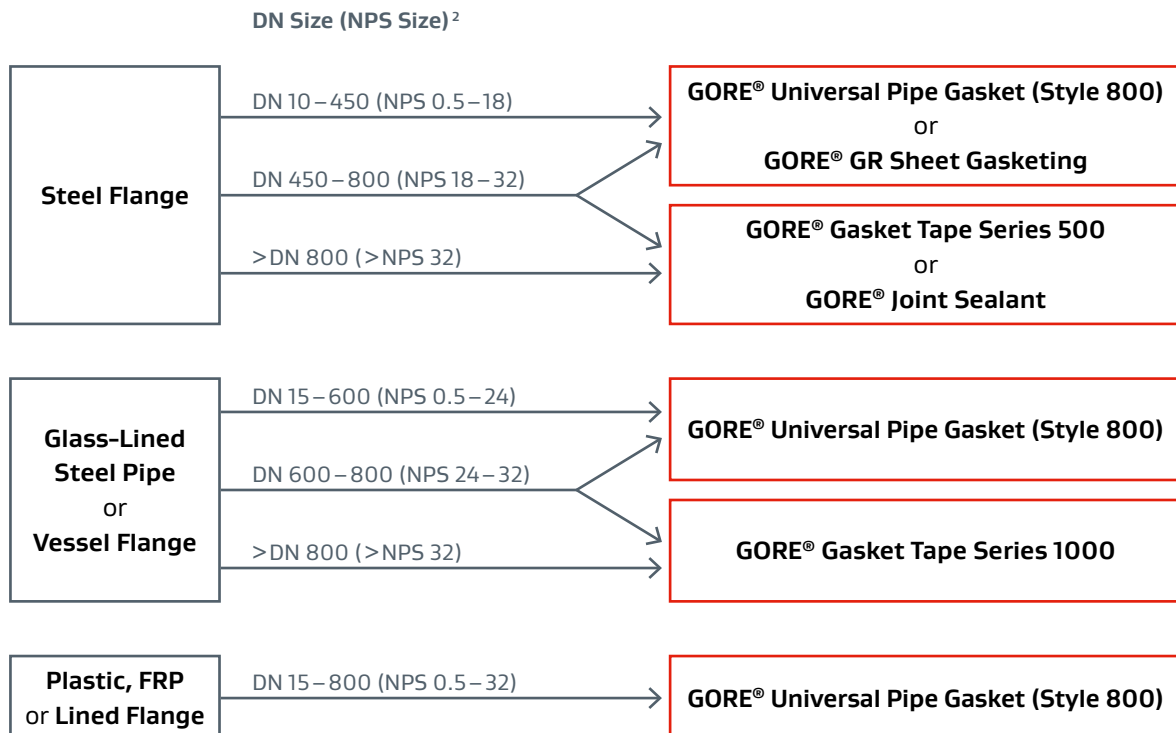 DN Size (NPS Size)²
Steel Flange
DN 10–450 (NPS 0.5–18)
DN 450–800 (NPS 18–32)
>DN 800 (>NPS 32)
GORE® Universal Pipe Gasket (Style 800)
or
GORE® GR Sheet Gasketing
GORE® Gasket Tape Series 500
or
GORE® Joint Sealant
Glass-Lined
Steel Pipe
or
Vessel Flange
DN 15–600 (NPS 0.5–24)
DN 600–800 (NPS 24–32)
>DN 800 (>NPS 32)
GORE® Universal Pipe Gasket (Style 800)
GORE® Gasket Tape Series 1000
Plastic, FRP
or Lined Flange
DN 15–800 (NPS 0.5–32)
GORE® Universal Pipe Gasket (Style 800)